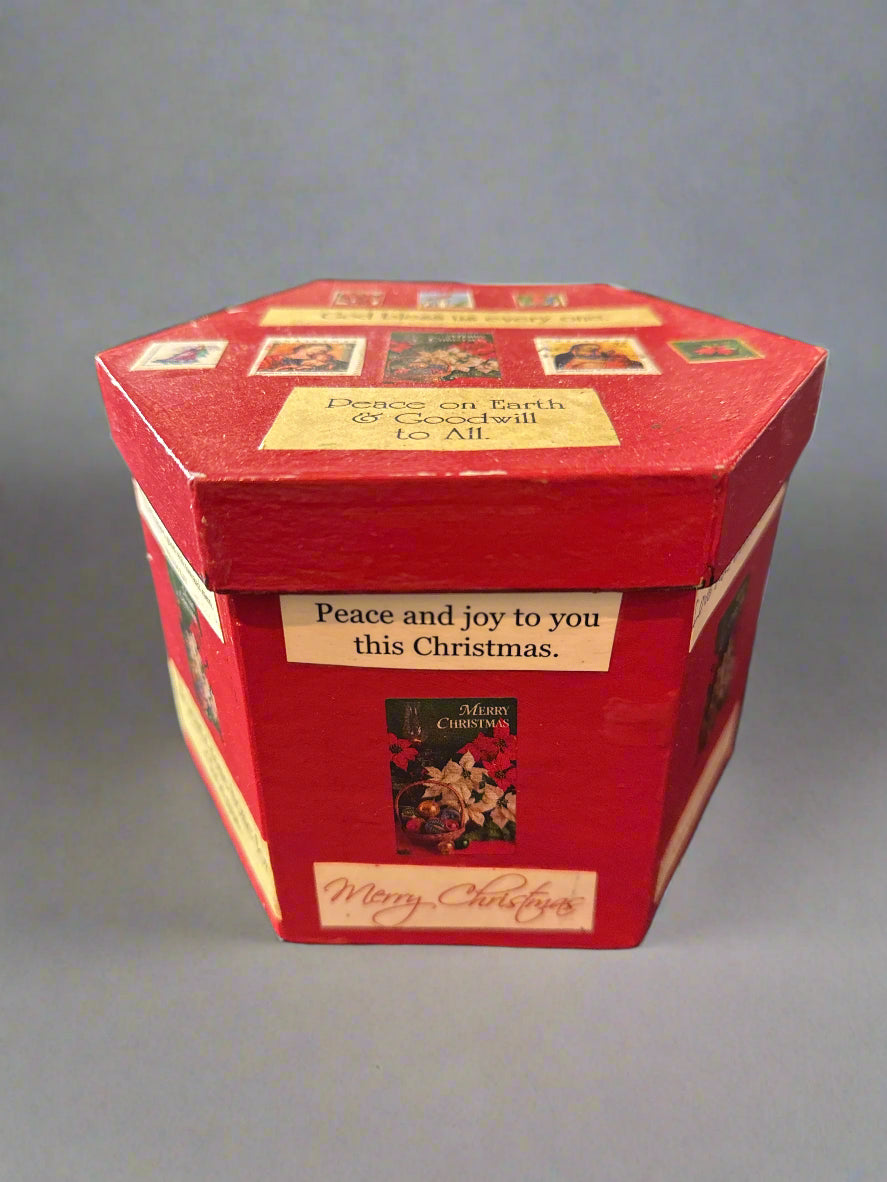 God bless us every one.
Peace on Earth
& Goodwill
to All.
Peace and joy to you
this Christmas.
MERRY
CHRISTMAS
Merry Christmas